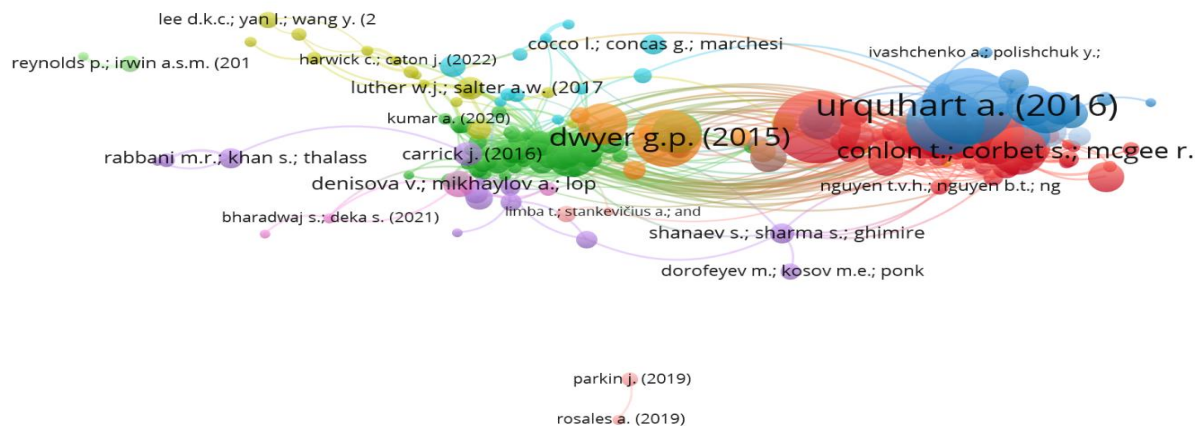 lee d.k.c.; yan l.; wang y. (2
cocco l.; concas g.; marchesi
ivashchenko a.; polishchuk y.;
reynolds p.; irwin a.s.m. (201
harwick c.; caton j. (2022)
luther w.j.; salter a.w. (2017
urquhart a. (2016)
kumar a. (2020)
dwyer g.p. (2015)
rabbani m.r.; khan s.; thalass
carrick j. (2016)
conlon t.; corbet s.; mcgee r.
denisova v.; mikhaylov a.; lop
nguyen t.v.h.; nguyen b.t.; ng
bharadwaj s.; deka s. (2021)
limba t.; stankevičius a.; and
shanaev s.; sharma s.; ghimire
dorofeyev m.; kosov m.e.; ponk
parkin j. (2019)
rosales a. (2019)